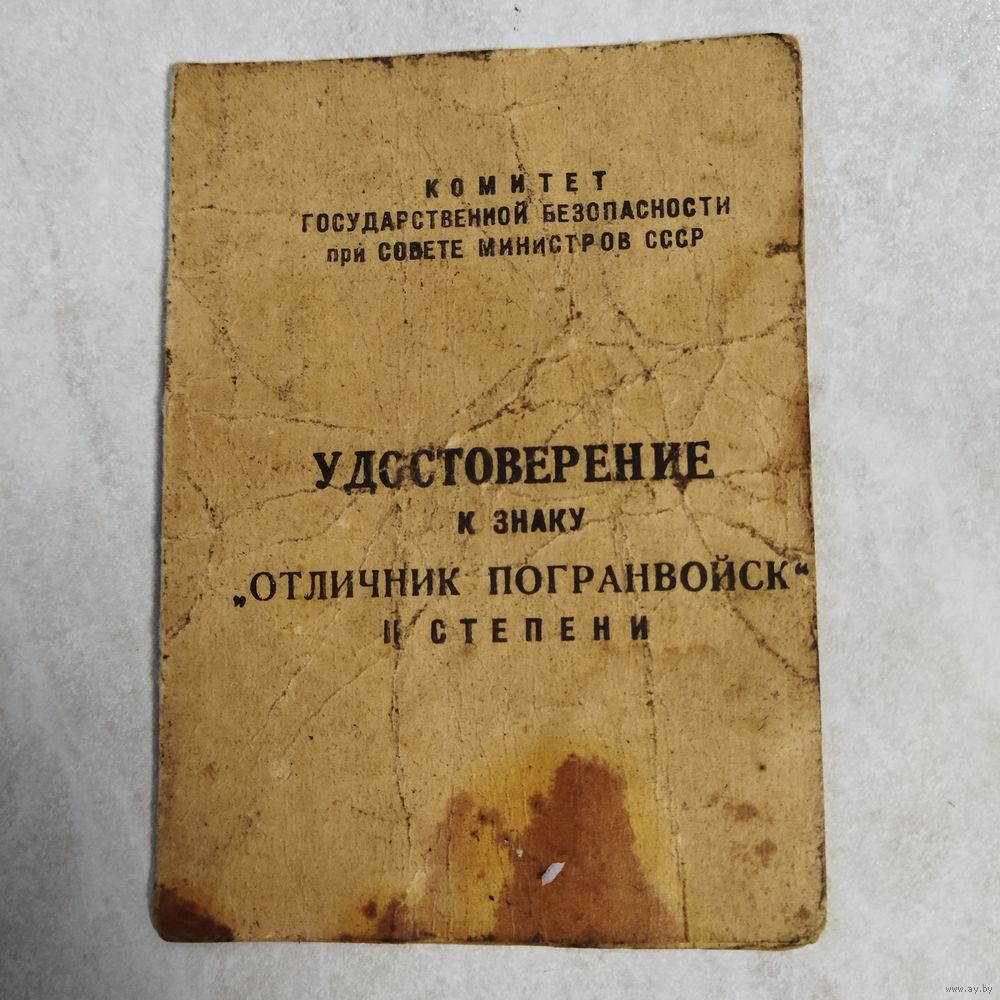 КОМИТЕТ
ГОСУДАРСТВЕННОЙ БЕЗОПАСНОСТИ
при СОВЕТЕ МИНИСТРОВ СССР
УДОСТОВЕРЕНИЕ
К ЗНАКУ
„ОТЛИЧНИК ПОГРАНВОЙСК“
II СТЕПЕНИ
www.ay.by